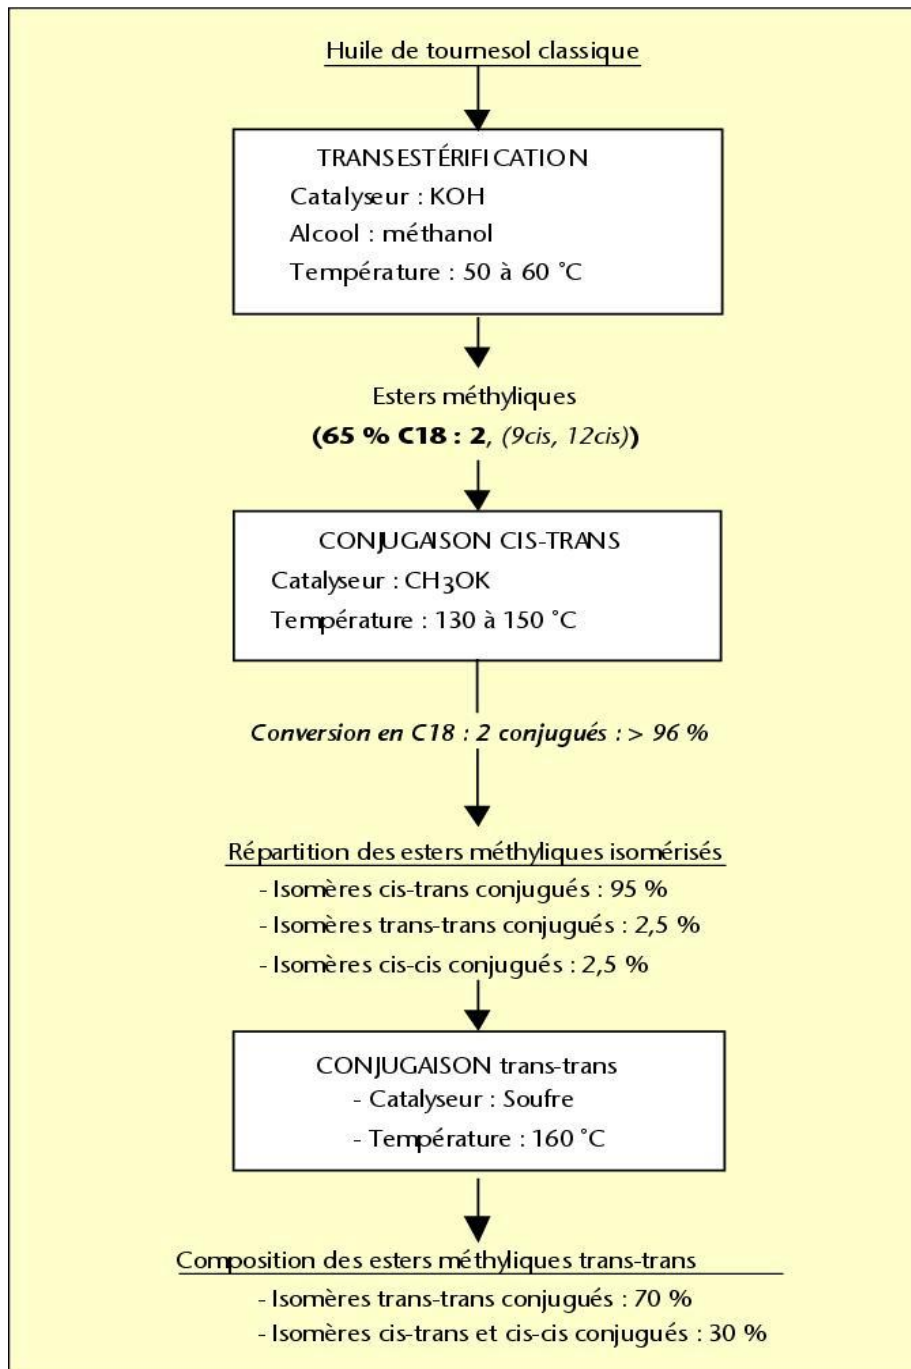 Huile de tournesol classique
TRANSESTÉRIFICATION
Catalyseur : KOH
Alcool : méthanol
Température : 50 à 60 °C
Esters méthyliques
(65 % C18 : 2, (9cis, 12cis))
CONJUGAISON CIS-TRANS
Catalyseur : CH3OK
Température : 130 à 150 °C
Conversion en C18 : 2 conjugués : > 96 %
Répartition des esters méthyliques isomérisés
- Isomères cis-trans conjugués : 95 %
- Isomères trans-trans conjugués : 2,5 %
- Isomères cis-cis conjugués : 2,5 %
CONJUGAISON trans-trans
- Catalyseur : Soufre
- Température : 160 °C
Composition des esters méthyliques trans-trans
- Isomères trans-trans conjugués : 70 %
- Isomères cis-trans et cis-cis conjugués : 30 %